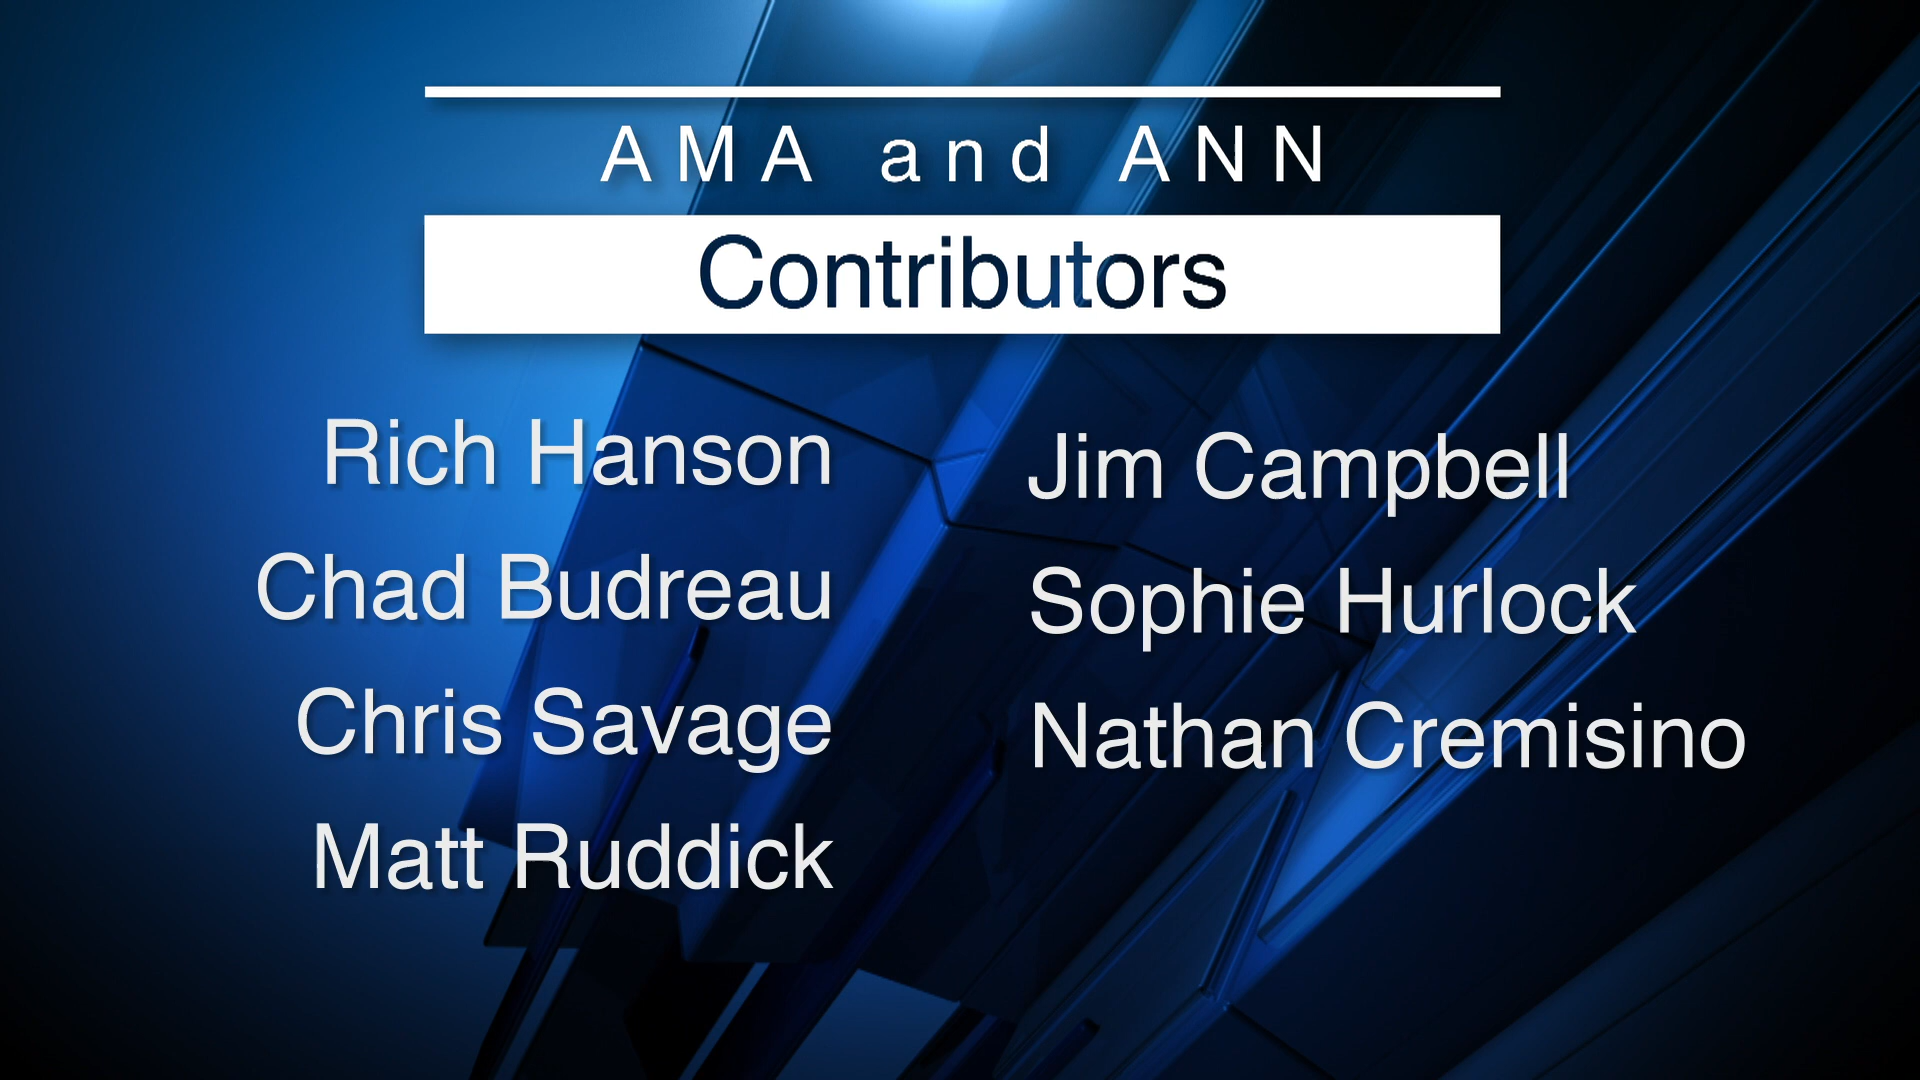 AMA and ANN
Contributors
Rich Hanson
Chad Budreau
Chris Savage
Matt Ruddick
Jim Campbell
Sophie Hurlock
Nathan Cremisino